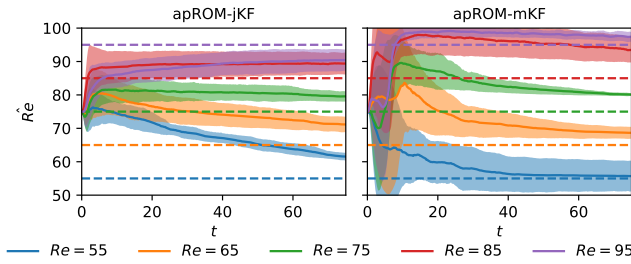 apROM-jKF apROM-mKF
100
90
80
70
60
50
R̂e
0 20 40 60 0 20 40 60
t t
Re = 55 Re = 65 Re = 75 Re = 85 Re = 95